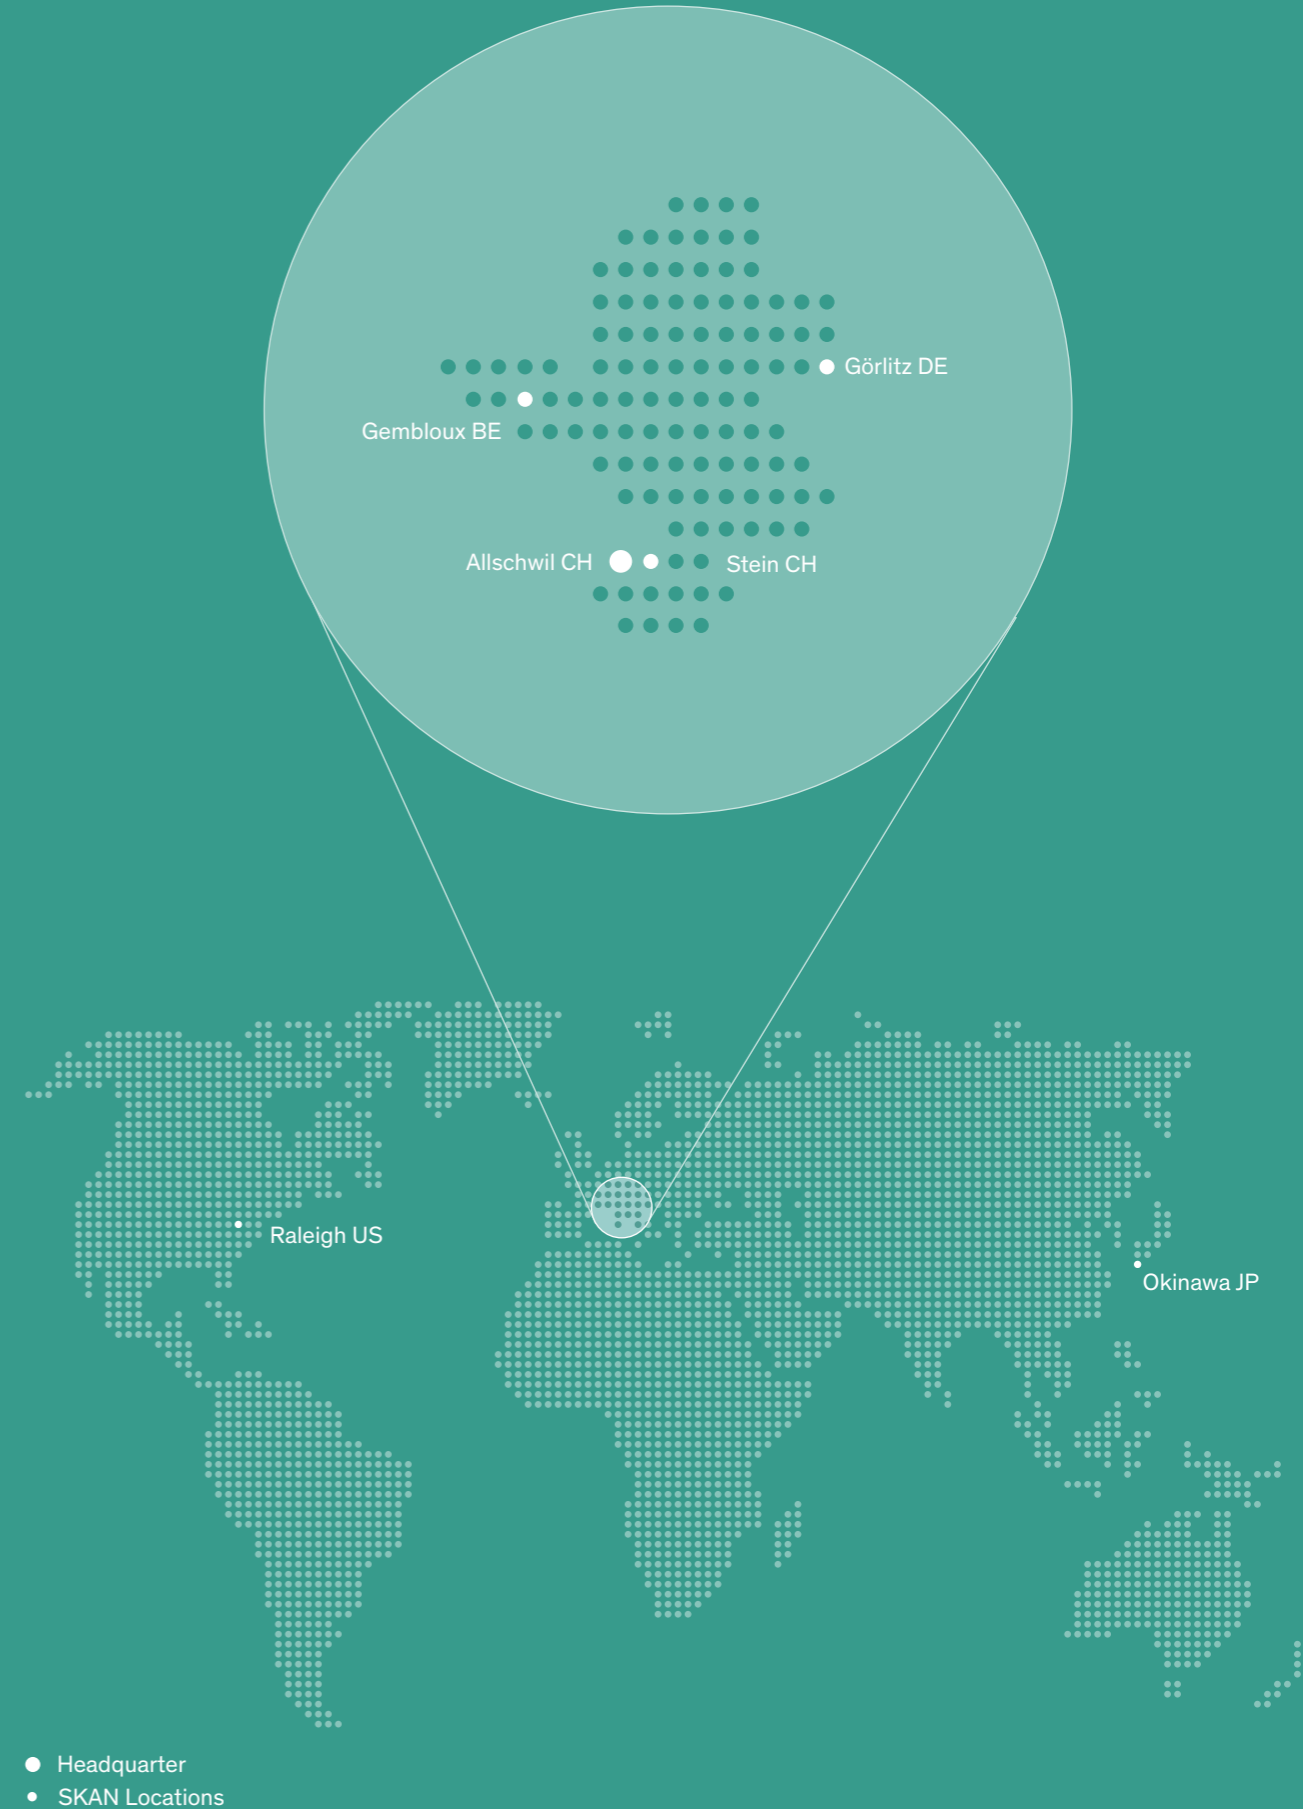 Görlitz DE
Gembloux BE
Allschwil CH
Stein CH
Raleigh US
Okinawa JP
Headquarter
SKAN Locations